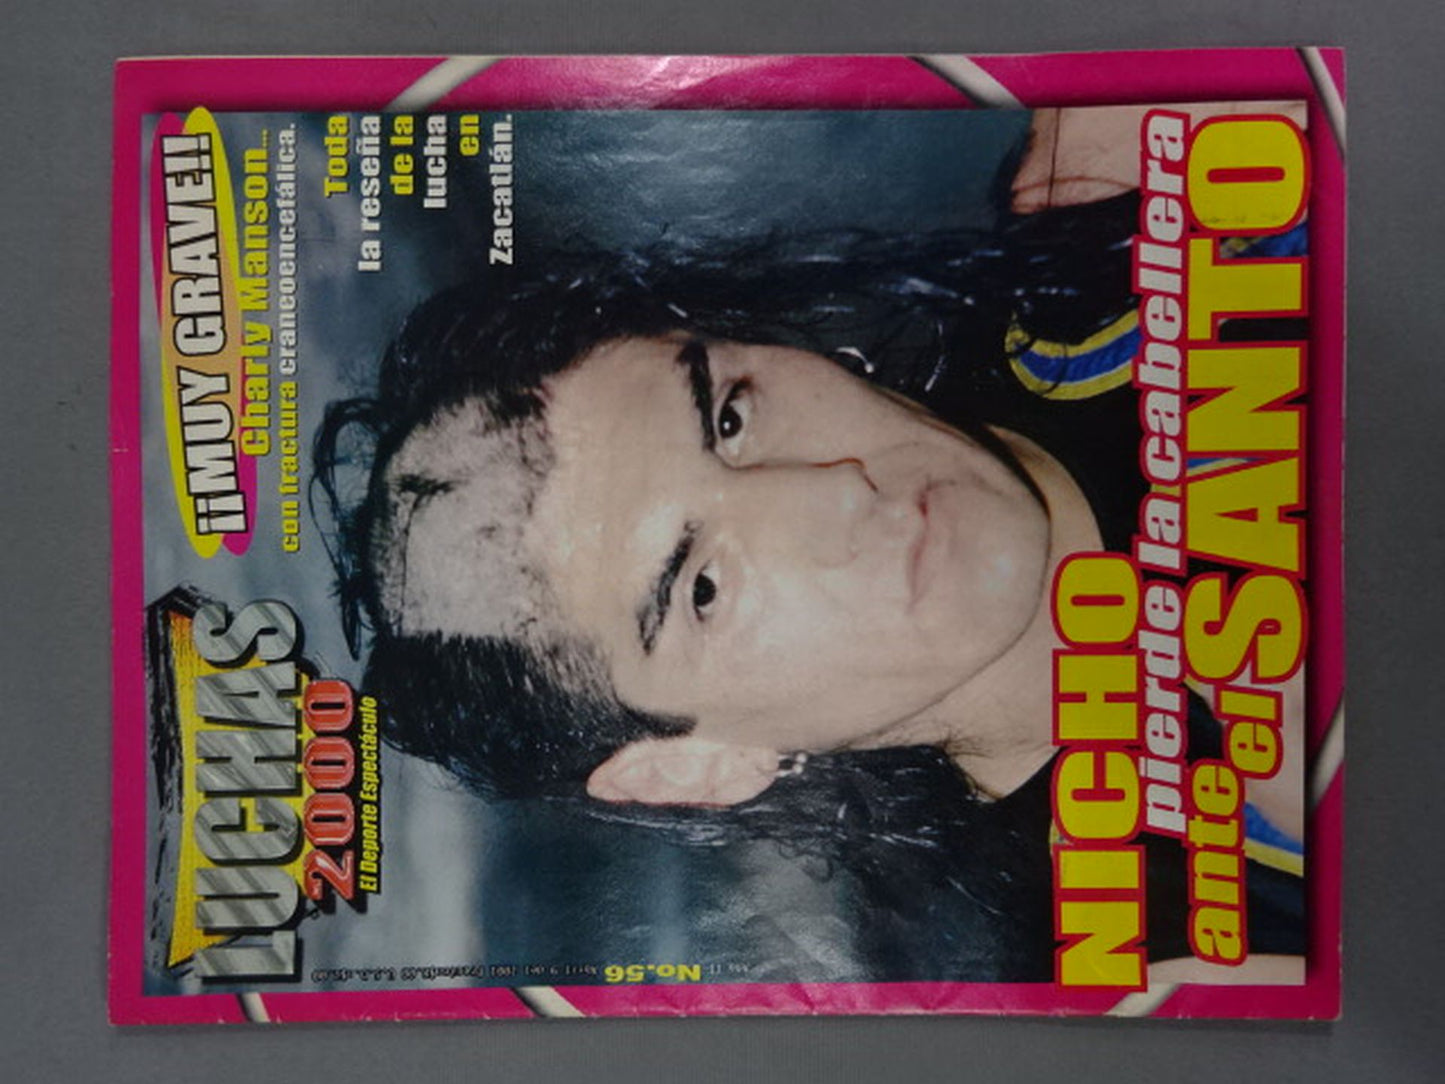 ¡¡MUY GRAVE!!
Charly Manson...
con fractura craneoencefálica.
LUCHAS
2000
El Deporte Espectáculo
Toda
la reseña
de la
lucha
en
Zacatlán.
No.56
NICHO
pierde la cabellera
ante el SANTO